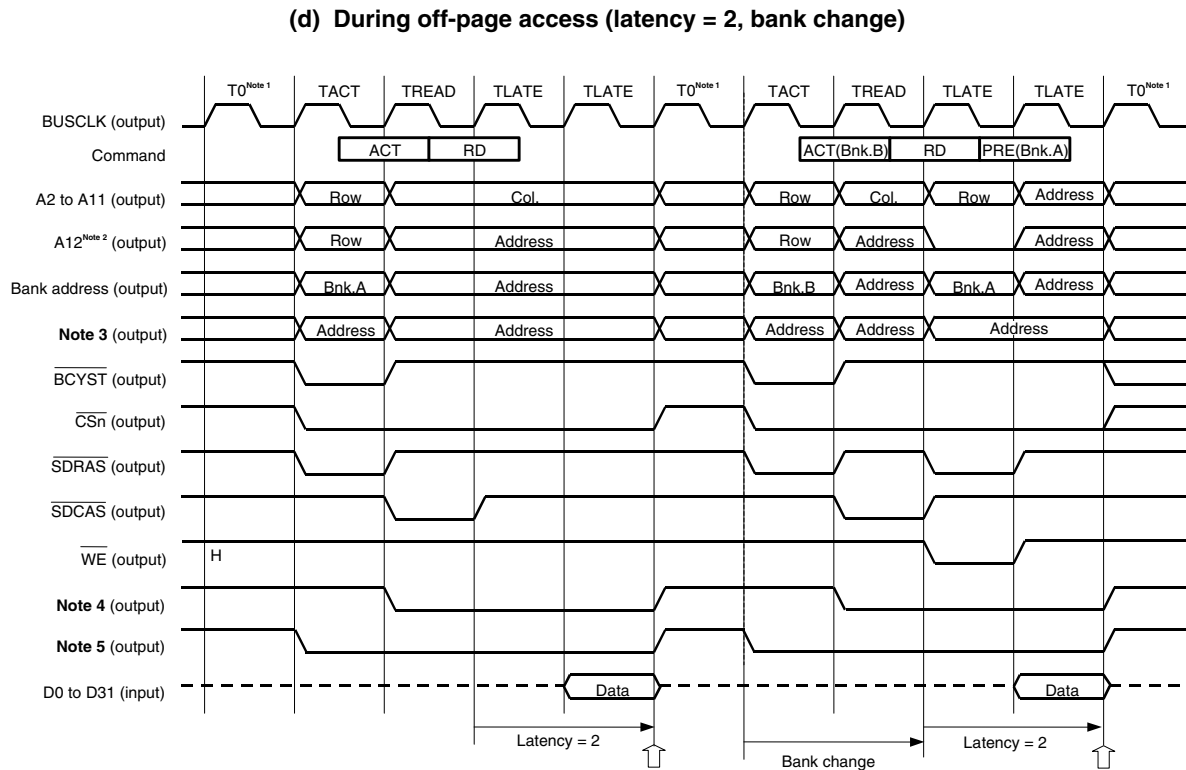 (d) During off-page access (latency = 2, bank change)
T0Note 1 TACT TREAD TLATE TLATE T0Note 1 TACT TREAD TLATE TLATE T0Note 1
BUSCLK (output)
Command ACT RD ACT(Bnk.B) RD PRE(Bnk.A)
A2 to A11 (output) Row Col. Row Col. Row Address
A12Note 2 (output) Row Address Row Address Address
Bank address (output) Bnk.A Address Bnk.B Address Bnk.A Address
Note 3 (output) Address Address Address Address Address
BCYST (output)
CSn (output)
SDRAS (output)
SDCAS (output)
WE (output) H
Note 4 (output)
Note 5 (output)
D0 to D31 (input) Data Data
Latency = 2 Bank change Latency = 2